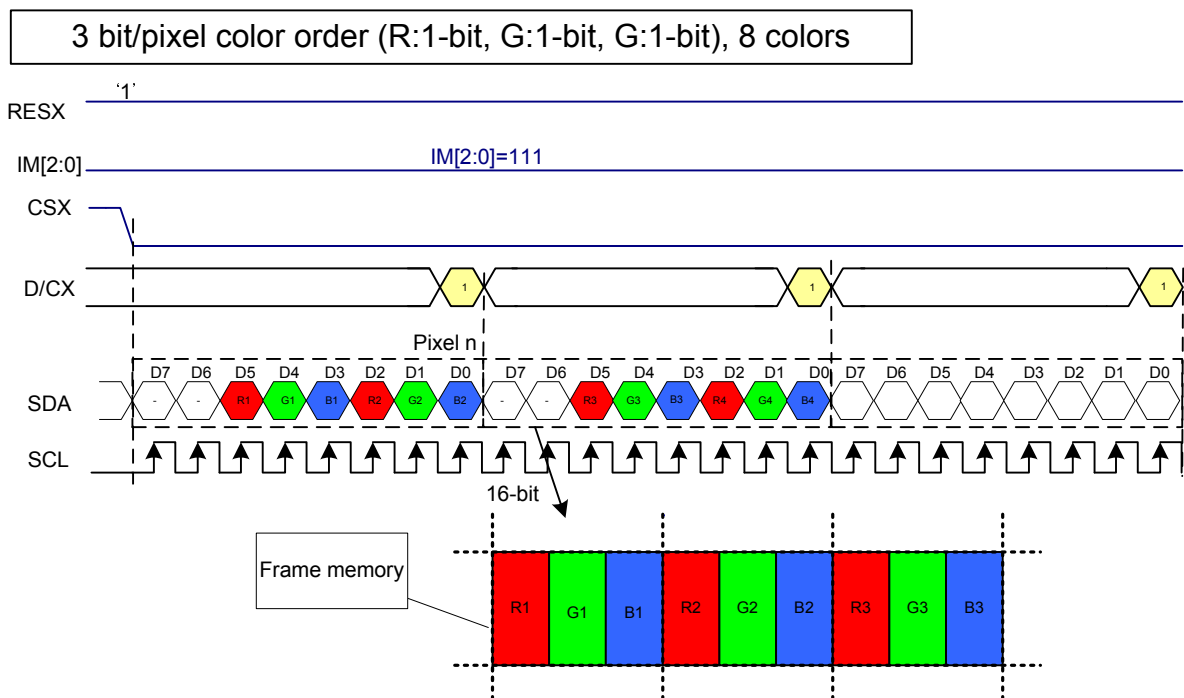 3 bit/pixel color order (R:1-bit, G:1-bit, G:1-bit), 8 colors
'1'
RESX
IM[2:0]
IM[2:0]=111
CSX
D/CX
1
1
1
Pixel n
D7 D6 D5 D4 D3 D2 D1 D0 D7 D6 D5 D4 D3 D2 D1 D0 D7 D6 D5 D4 D3 D2 D1 D0
SDA
- - R1 G1 B1 R2 G2 B2 - - R3 G3 B3 R4 G4 B4
SCL
16-bit
Frame memory
R1 G1 B1 R2 G2 B2 R3 G3 B3